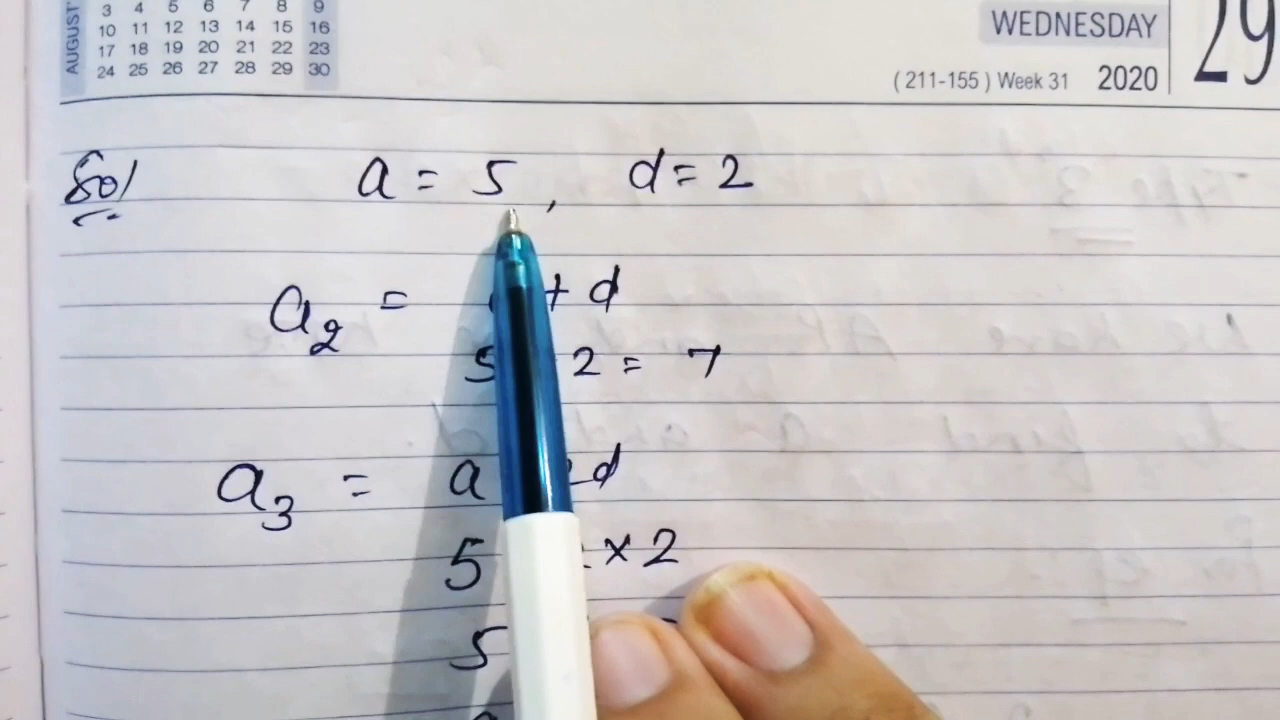 AUGUST
3 4 5 6 7 8 9
10 11 12 13 14 15 16
17 18 19 20 21 22 23
24 25 26 27 28 29 30
WEDNESDAY
29
(211-155) Week 31 2020
Sol
a = 5, d = 2
a2 = + d
5 2 = 7
a3 = a d
5 × 2
5